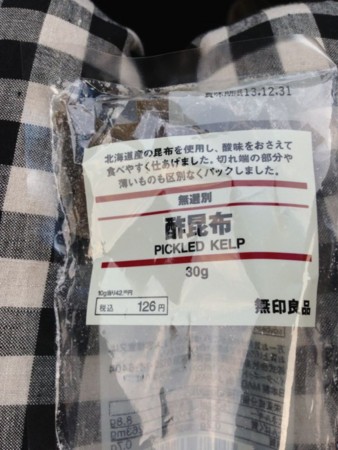 賞味期限13.12.31
北海道産の昆布を使用し、酸味をおさえて
食べやすく仕あげました。切れ端の部分や
薄いものも区別なくパックしました。
無選別
酢昆布
PICKLED KELP
30g
10g当り42円
税込 126円
無印良品